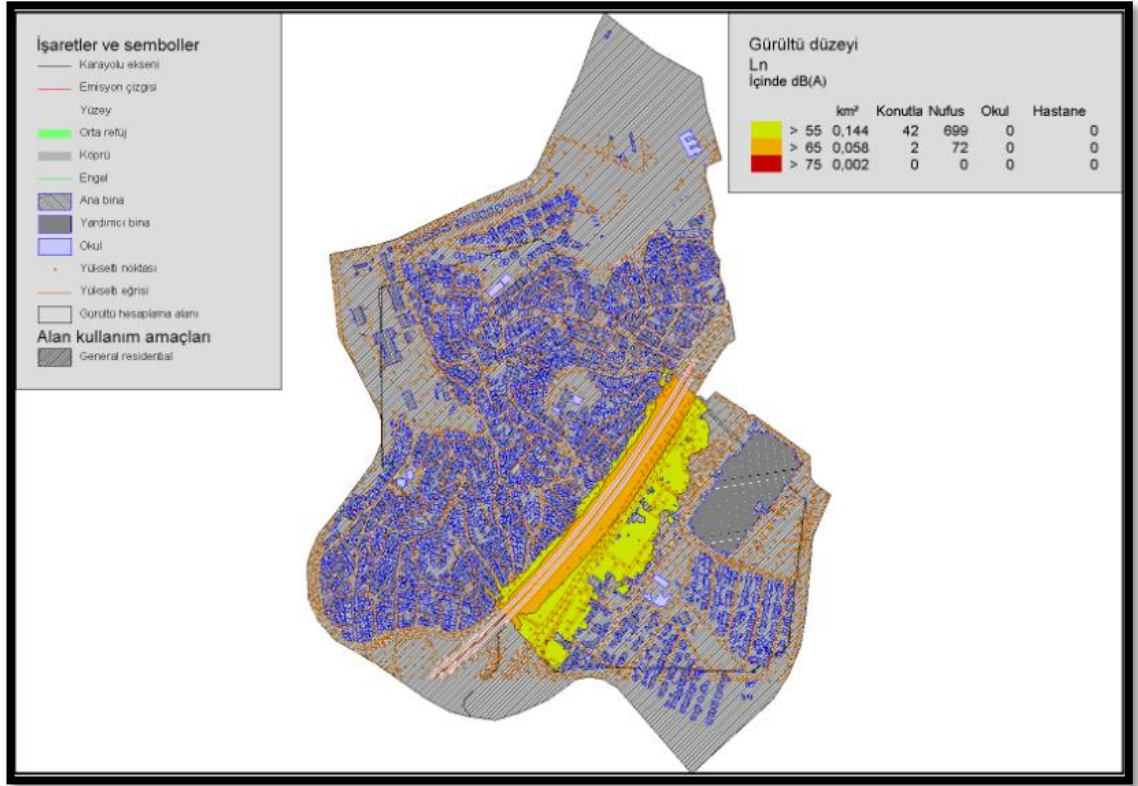 İşaretler ve semboller
Karayolu ekseni
Emisyon çizgisi
Yüzey
Orta refüj
Köprü
Engel
Ana bina
Yardımcı bina
Okul
Yükselti noktası
Yükselti eğrisi
Gürültü hesaplama alanı
Alan kullanım amaçları
General residential
Gürültü düzeyi
Ln
İçinde dB(A)
km² Konutla Nufus Okul Hastane
> 55 0,144 42 699 0 0
> 65 0,058 2 72 0 0
> 75 0,002 0 0 0 0